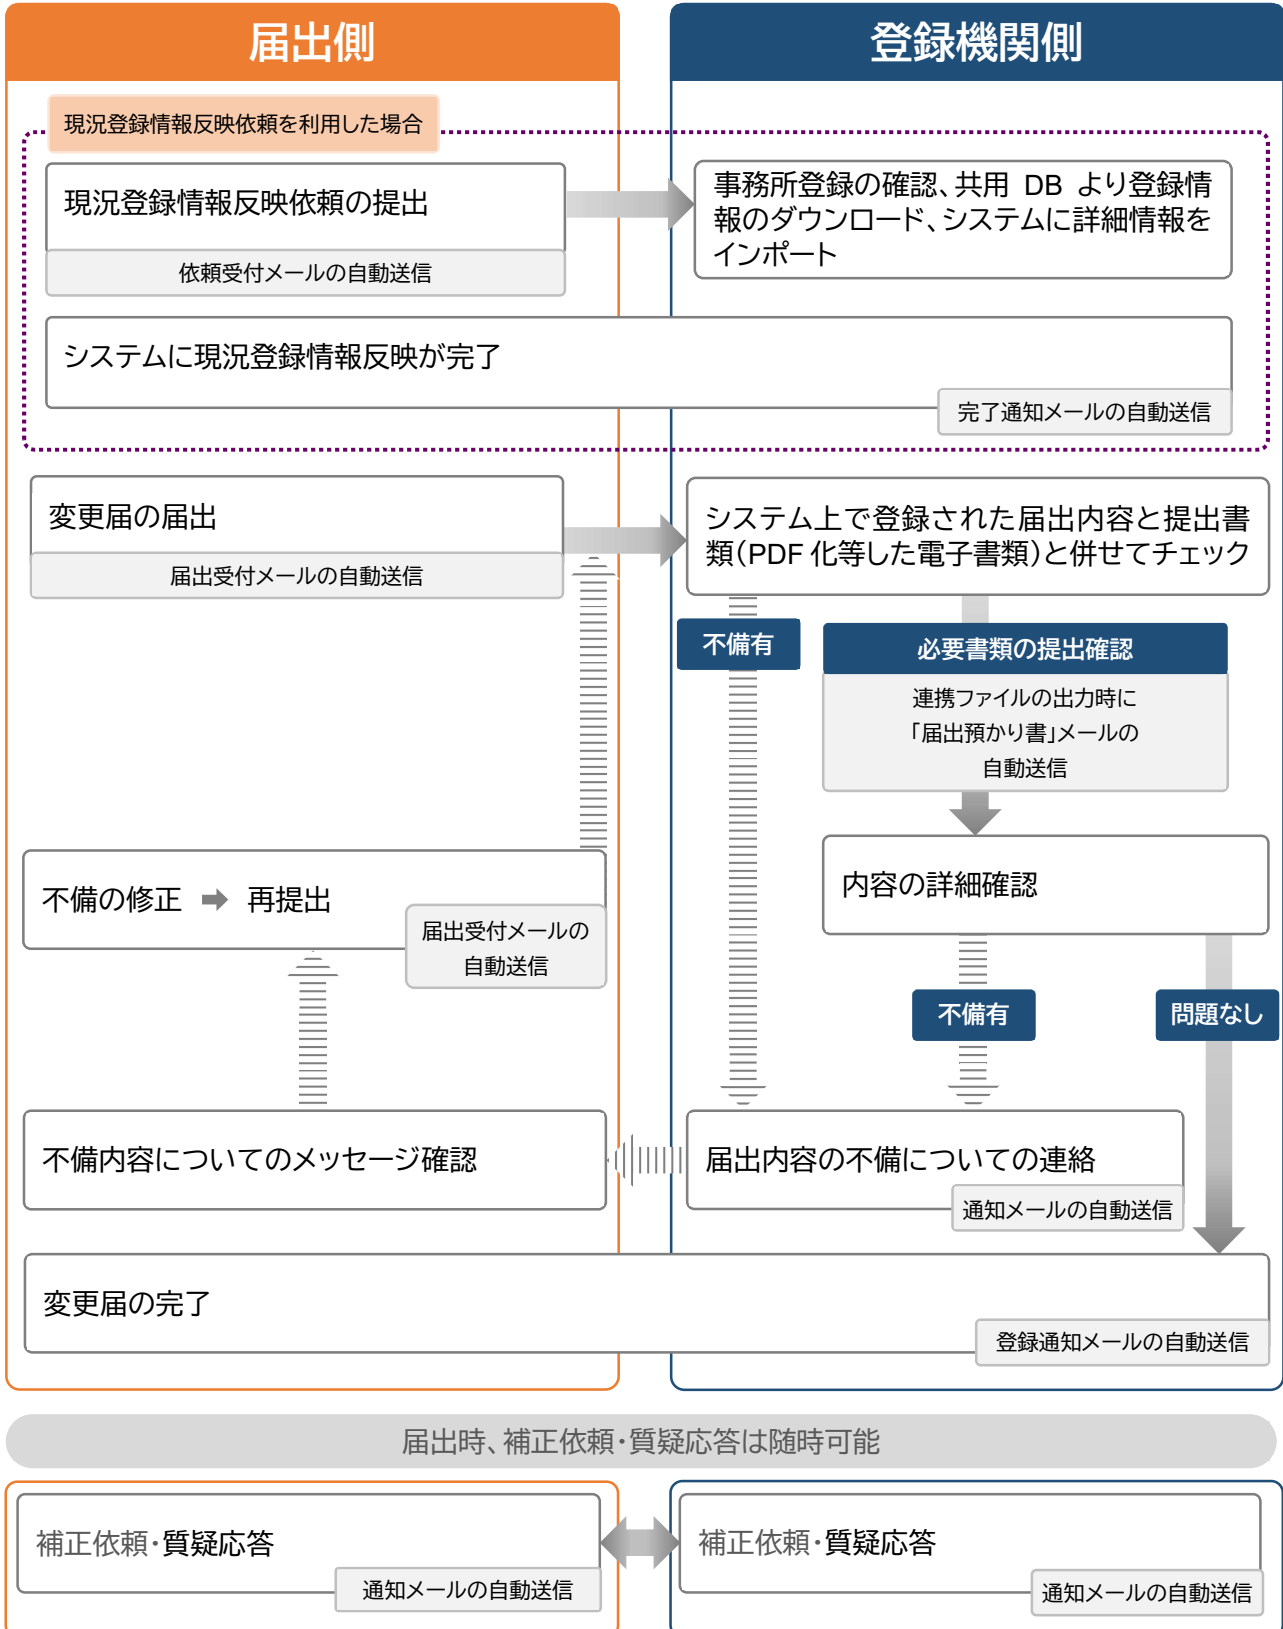 届出側
登録機関側
現況登録情報反映依頼を利用した場合
現況登録情報反映依頼の提出
依頼受付メールの自動送信
事務所登録の確認、共用 DB より登録情
報のダウンロード、システムに詳細情報を
インポート
システムに現況登録情報反映が完了
完了通知メールの自動送信
変更届の届出
届出受付メールの自動送信
システム上で登録された届出内容と提出書
類（PDF 化等した電子書類）と併せてチェック
不備有
必要書類の提出確認
連携ファイルの出力時に
「届出預かり書」メールの
自動送信
内容の詳細確認
不備の修正 ➡ 再提出
届出受付メールの
自動送信
不備有
問題なし
不備内容についてのメッセージ確認
届出内容の不備についての連絡
通知メールの自動送信
変更届の完了
登録通知メールの自動送信
届出時、補正依頼・質疑応答は随時可能
補正依頼・質疑応答
通知メールの自動送信
補正依頼・質疑応答
通知メールの自動送信